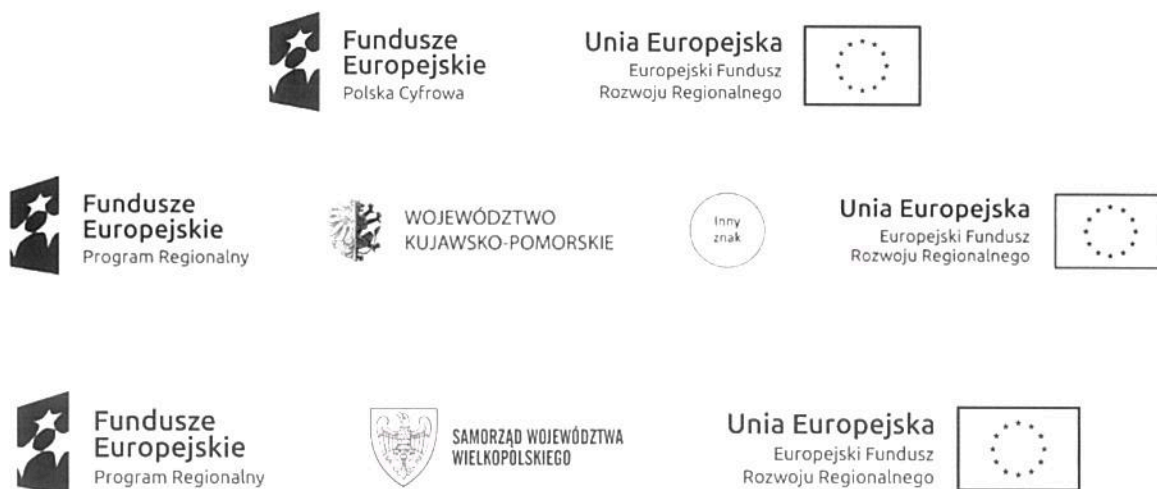 Fundusze
Europejskie
Polska Cyfrowa
Unia Europejska
Europejski Fundusz
Rozwoju Regionalnego
Fundusze
Europejskie
Program Regionalny
WOJEWÓDZTWO
KUJAWSKO-POMORSKIE
Inny
znak
Unia Europejska
Europejski Fundusz
Rozwoju Regionalnego
Fundusze
Europejskie
Program Regionalny
SAMORZĄD WOJEWÓDZTWA
WIELKOPOLSKIEGO
Unia Europejska
Europejski Fundusz
Rozwoju Regionalnego